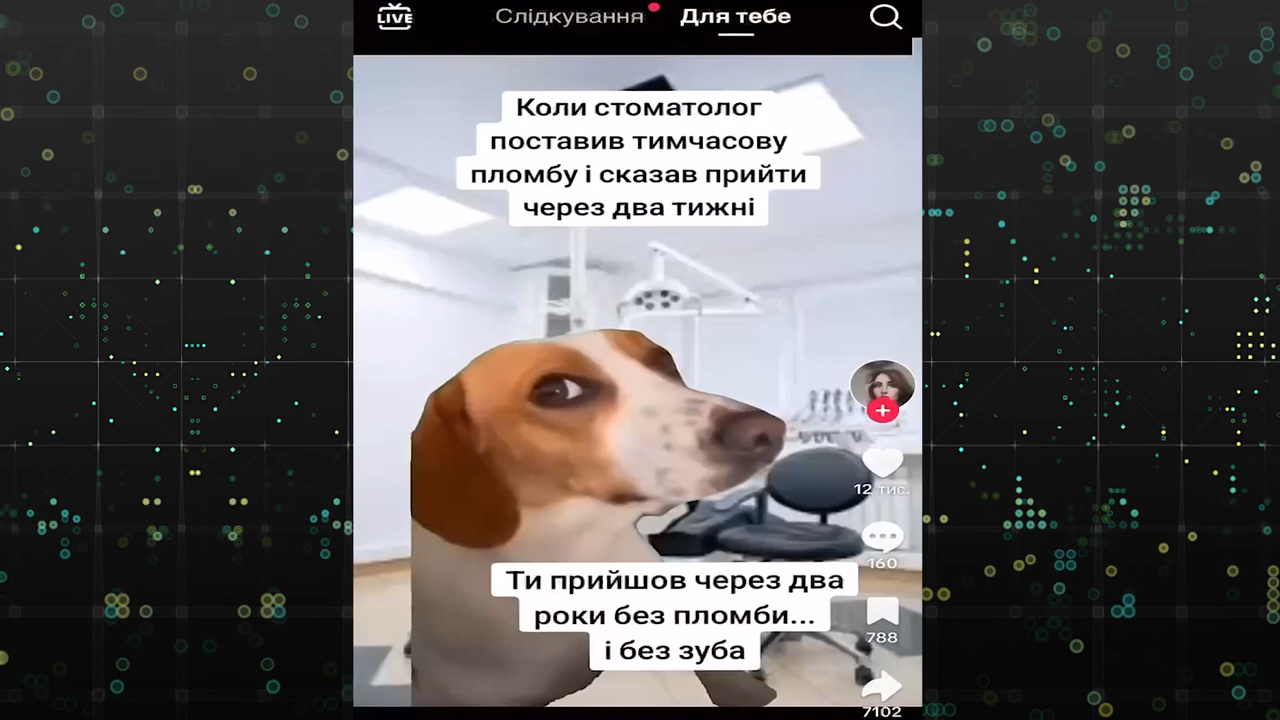 LIVE
Слідкування
Для тебе
Коли стоматолог
поставив тимчасову
пломбу і сказав прийти
через два тижні
12 тис.
160
Ти прийшов через два
роки без пломби...
і без зуба
788
7102